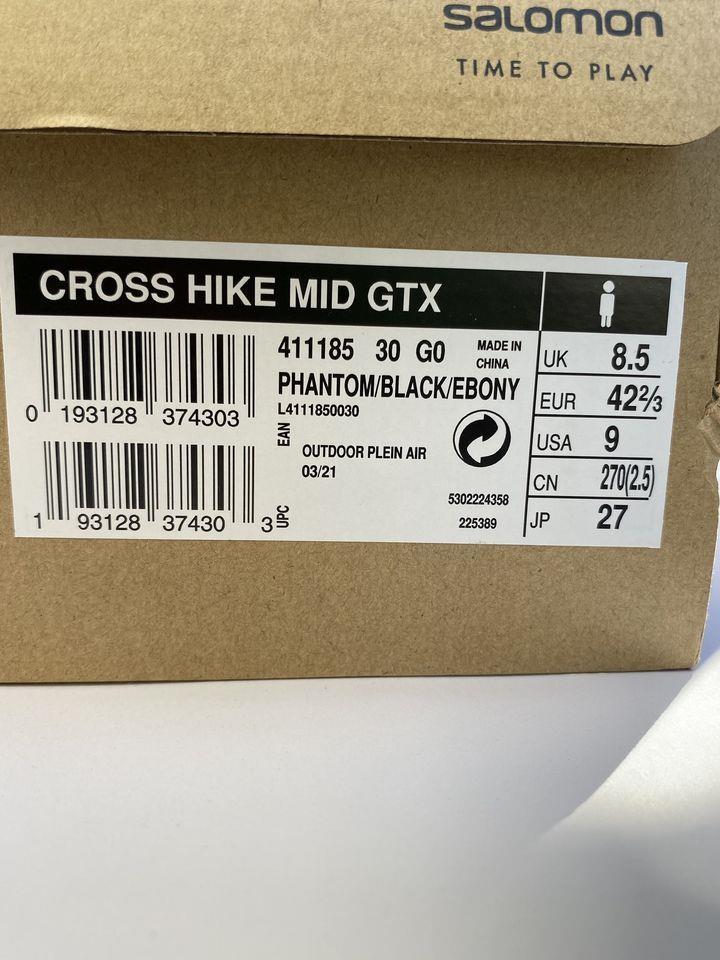 SALOMON
TIME TO PLAY
CROSS HIKE MID GTX
411185 30 G0
MADE IN
CHINA
PHANTOM/BLACK/EBONY
L4111850030
0 193128 374303
EAN
OUTDOOR PLEIN AIR
03/21
5302224358
225389
1 93128 37430 3
UPC
UK 8.5
EUR 42⅔
USA 9
CN 270(2.5)
JP 27